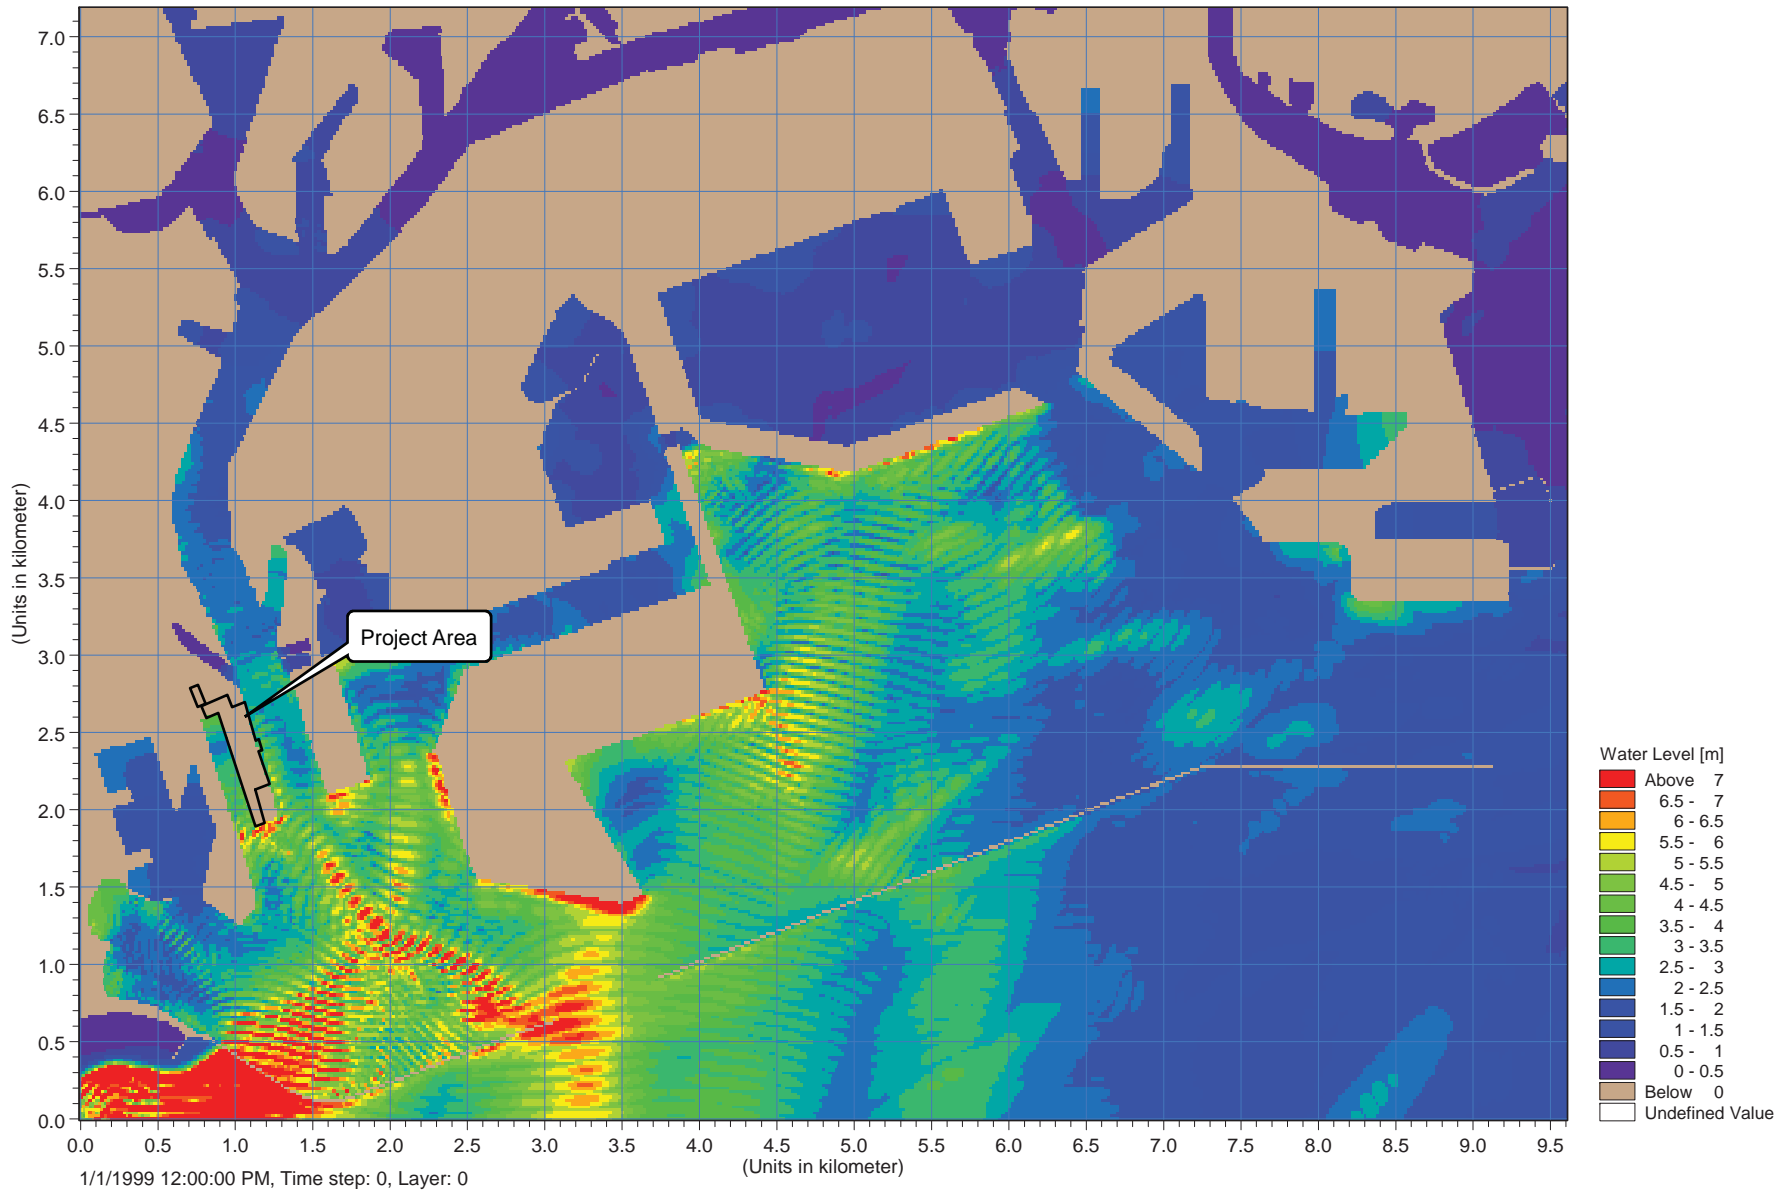 7.0
6.5
6.0
5.5
5.0
4.5
4.0
3.5
3.0
2.5
2.0
1.5
1.0
0.5
0.0
(Units in kilometer)
Project Area
Water Level [m]
Above 7
6.5 - 7
6 - 6.5
5.5 - 6
5 - 5.5
4.5 - 5
4 - 4.5
3.5 - 4
3 - 3.5
2.5 - 3
2 - 2.5
1.5 - 2
1 - 1.5
0.5 - 1
0 - 0.5
Below 0
Undefined Value
0.0 0.5 1.0 1.5 2.0 2.5 3.0 3.5 4.0 4.5 5.0 5.5 6.0 6.5 7.0 7.5 8.0 8.5 9.0 9.5
(Units in kilometer)
1/1/1999 12:00:00 PM, Time step: 0, Layer: 0